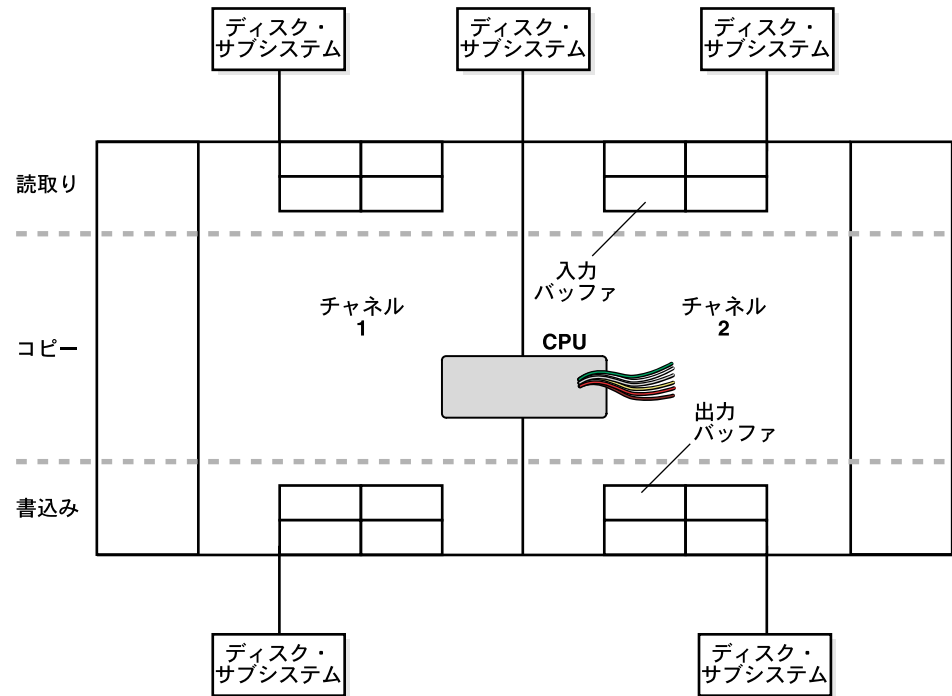 ディスク・
サブシステム
ディスク・
サブシステム
ディスク・
サブシステム
読取り
入力
バッファ
チャネル
1
チャネル
2
コピー
CPU
出力
バッファ
書込み
ディスク・
サブシステム
ディスク・
サブシステム